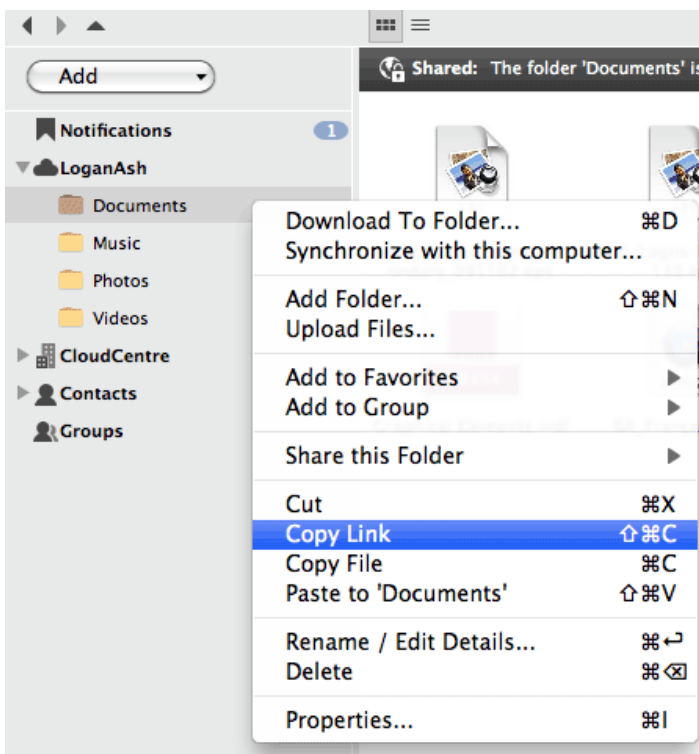 Add
Shared: The folder 'Documents' is
Notifications 1
LoganAsh
Documents
Music
Photos
Videos
CloudCentre
Contacts
Groups
Download To Folder... ⌘D
Synchronize with this computer...
Add Folder... ⇧⌘N
Upload Files...
Add to Favorites
Add to Group
Share this Folder
Cut ⌘X
Copy Link ⇧⌘C
Copy File ⌘C
Paste to 'Documents' ⇧⌘V
Rename / Edit Details... ⌘↩
Delete ⌘⌫
Properties... ⌘I